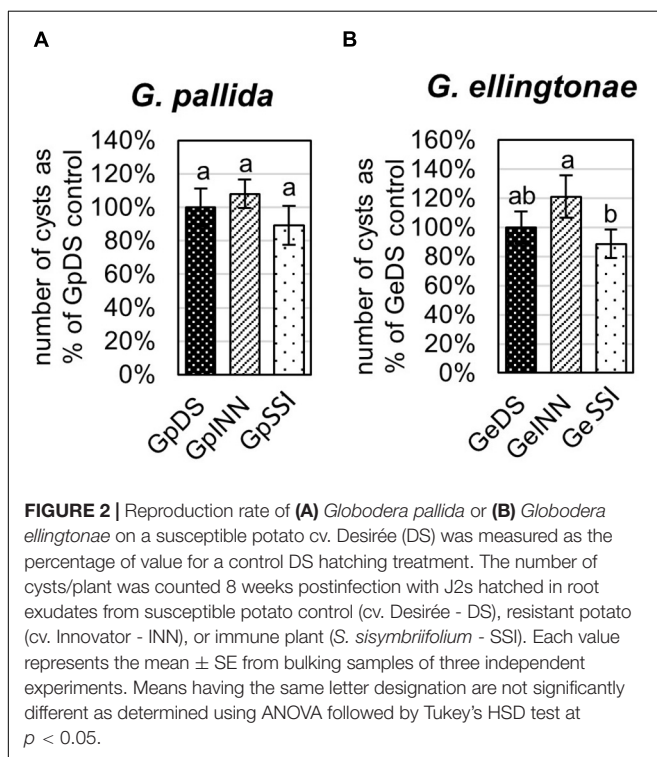 A
B
G. pallida
G. ellingtonae
number of cysts as
% of GpDS control
140%
120%
100%
80%
60%
40%
20%
0%
a
a
a
GpDS
GpINN
GpSSI
number of cysts as
% of GeDS control
160%
140%
120%
100%
80%
60%
40%
20%
0%
ab
a
b
GeDS
GeINN
GeSSI
FIGURE 2 | Reproduction rate of (A) Globodera pallida or (B) Globodera
ellingtonae on a susceptible potato cv. Desirée (DS) was measured as the
percentage of value for a control DS hatching treatment. The number of
cysts/plant was counted 8 weeks postinfection with J2s hatched in root
exudates from susceptible potato control (cv. Desirée - DS), resistant potato
(cv. Innovator - INN), or immune plant (S. sisymbriifolium - SSI). Each value
represents the mean ± SE from bulking samples of three independent
experiments. Means having the same letter designation are not significantly
different as determined using ANOVA followed by Tukey's HSD test at
p < 0.05.